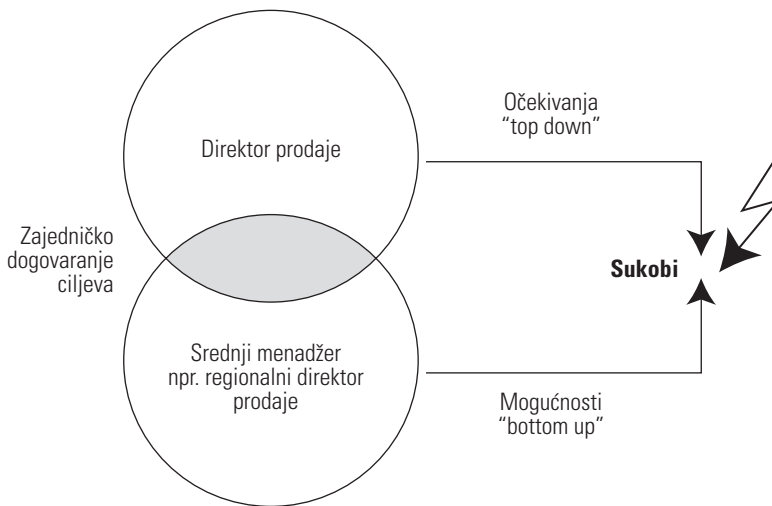 Direktor prodaje
Očekivanja
“top down”
Zajedničko
dogovaranje
ciljeva
Sukobi
Srednji menadžer
npr. regionalni direktor
prodaje
Mogućnosti
“bottom up”